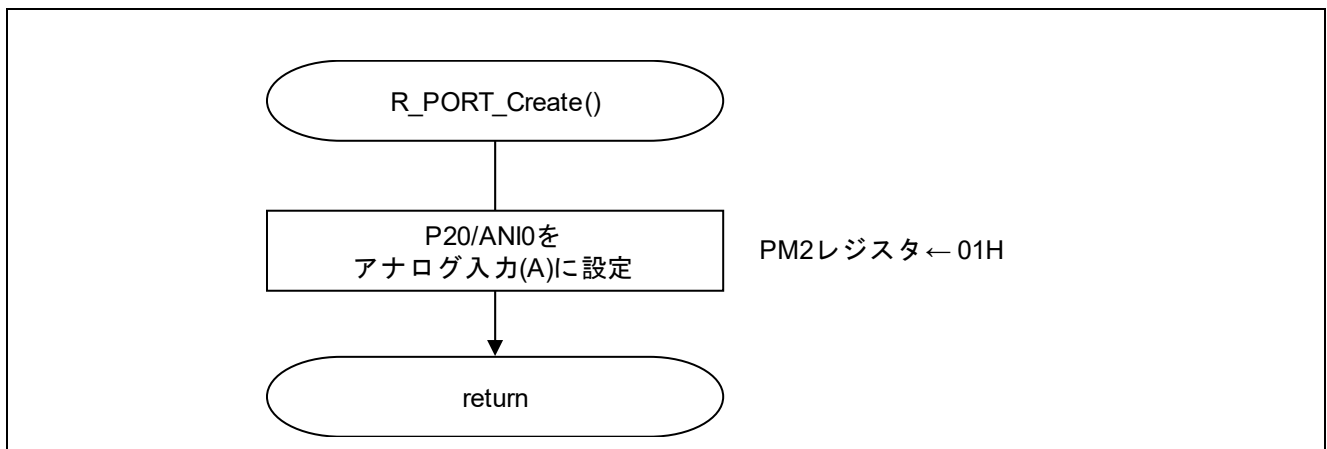 R_PORT_Create()
P20/ANI0を
アナログ入力(A)に設定
PM2レジスタ← 01H
return